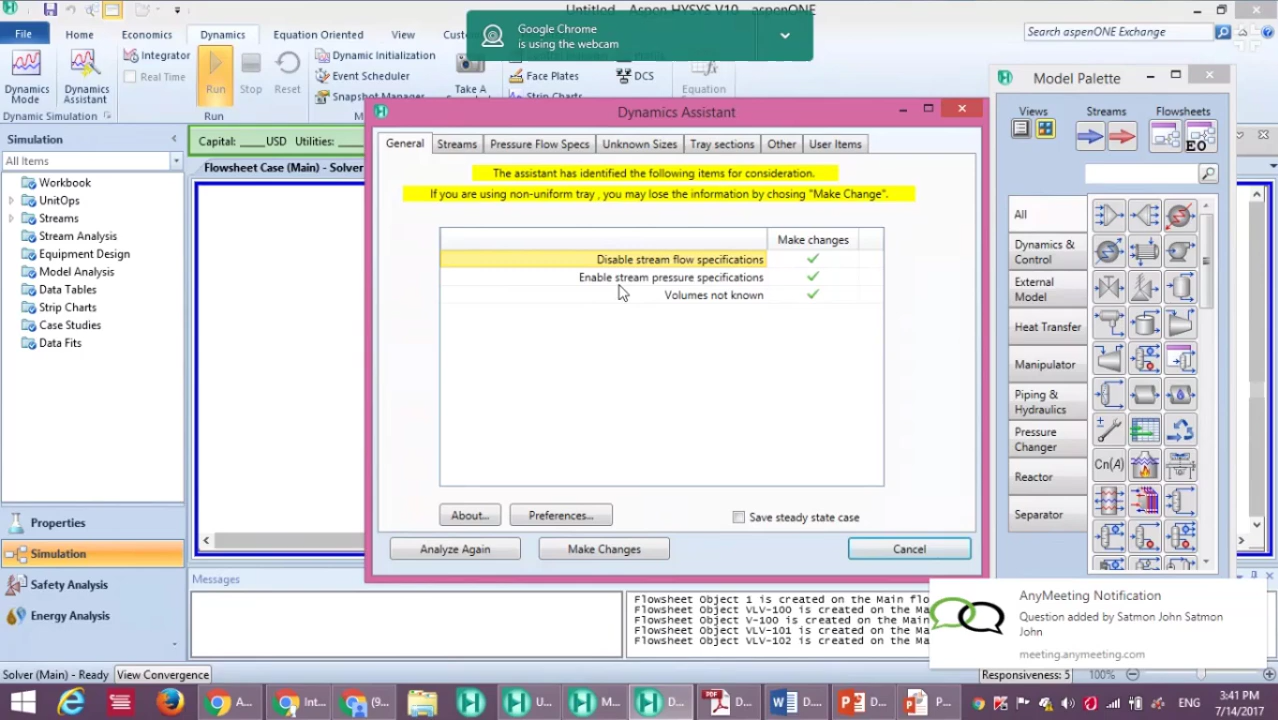 Untitled - Aspen HYSYS V10 - aspenONE
Google Chrome
is using the webcam
File
Home
Economics
Dynamics
Equation Oriented
View
Search aspenONE Exchange
Integrator
Real Time
Dynamics
Mode
Dynamics
Assistant
Run
Stop
Reset
Dynamic Initialization
Event Scheduler
Snapshot Manager
Take A
Face Plates
DCS
Strip Charts
Equation
Dynamic Simulation
Run
Simulation
All Items
Workbook
UnitOps
Streams
Stream Analysis
Equipment Design
Model Analysis
Data Tables
Strip Charts
Case Studies
Data Fits
Properties
Simulation
Safety Analysis
Energy Analysis
Capital: ____USD Utilities:
Flowsheet Case (Main) - Solver
Dynamics Assistant
General
Streams
Pressure Flow Specs
Unknown Sizes
Tray sections
Other
User Items
The assistant has identified the following items for consideration.
If you are using non-uniform tray , you may lose the information by chosing "Make Change".
Make changes
Disable stream flow specifications
Enable stream pressure specifications
Volumes not known
About...
Preferences...
Save steady state case
Analyze Again
Make Changes
Cancel
Model Palette
Views
Streams
Flowsheets
EO
All
Dynamics &
Control
External
Model
Heat Transfer
Manipulator
Piping &
Hydraulics
Pressure
Changer
Reactor
Separator
Cn(A)
Messages
Flowsheet Object 1 is created on the Main flo
Flowsheet Object VLV-100 is created on the Ma
Flowsheet Object V-100 is created on the Main
Flowsheet Object VLV-101 is created on the Ma
Flowsheet Object VLV-102 is created on the Ma
AnyMeeting Notification
Question added by Satmon John Satmon
John
meeting.anymeeting.com
Solver (Main) - Ready
View Convergence
Responsiveness: 5
100%
A...
Int...
(9...
U...
M...
D...
D...
D...
D...
P...
ENG
3:41 PM
7/14/2017